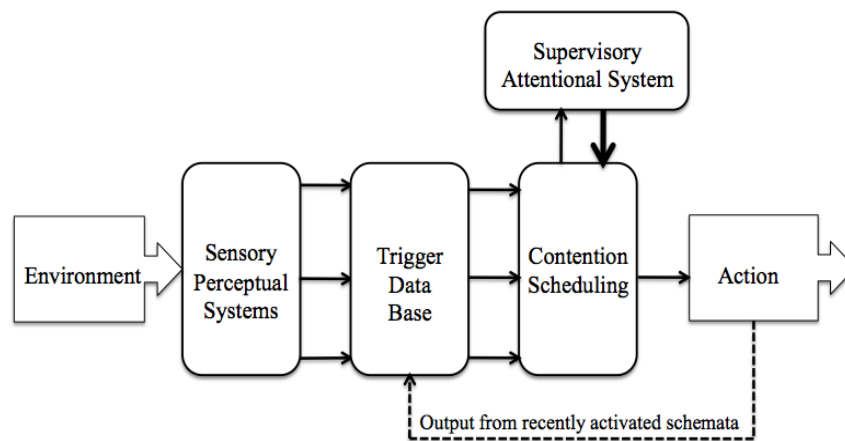 Supervisory
Attentional System
Environment
Sensory
Perceptual
Systems
Trigger
Data
Base
Contention
Scheduling
Action
Output from recently activated schemata